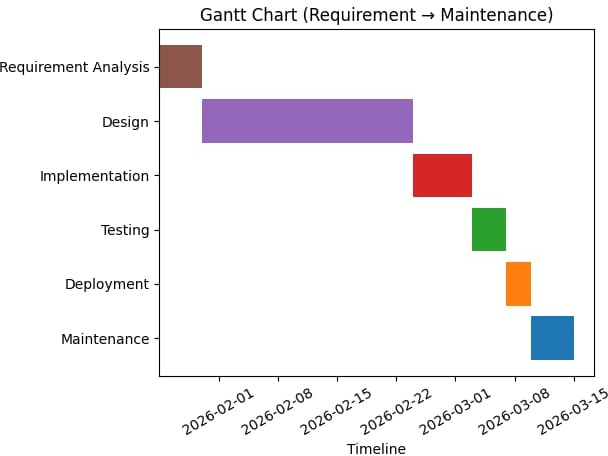 Gantt Chart (Requirement → Maintenance)
Requirement Analysis
Design
Implementation
Testing
Deployment
Maintenance
2026-02-01
2026-02-08
2026-02-15
2026-02-22
2026-03-01
2026-03-08
2026-03-15
Timeline